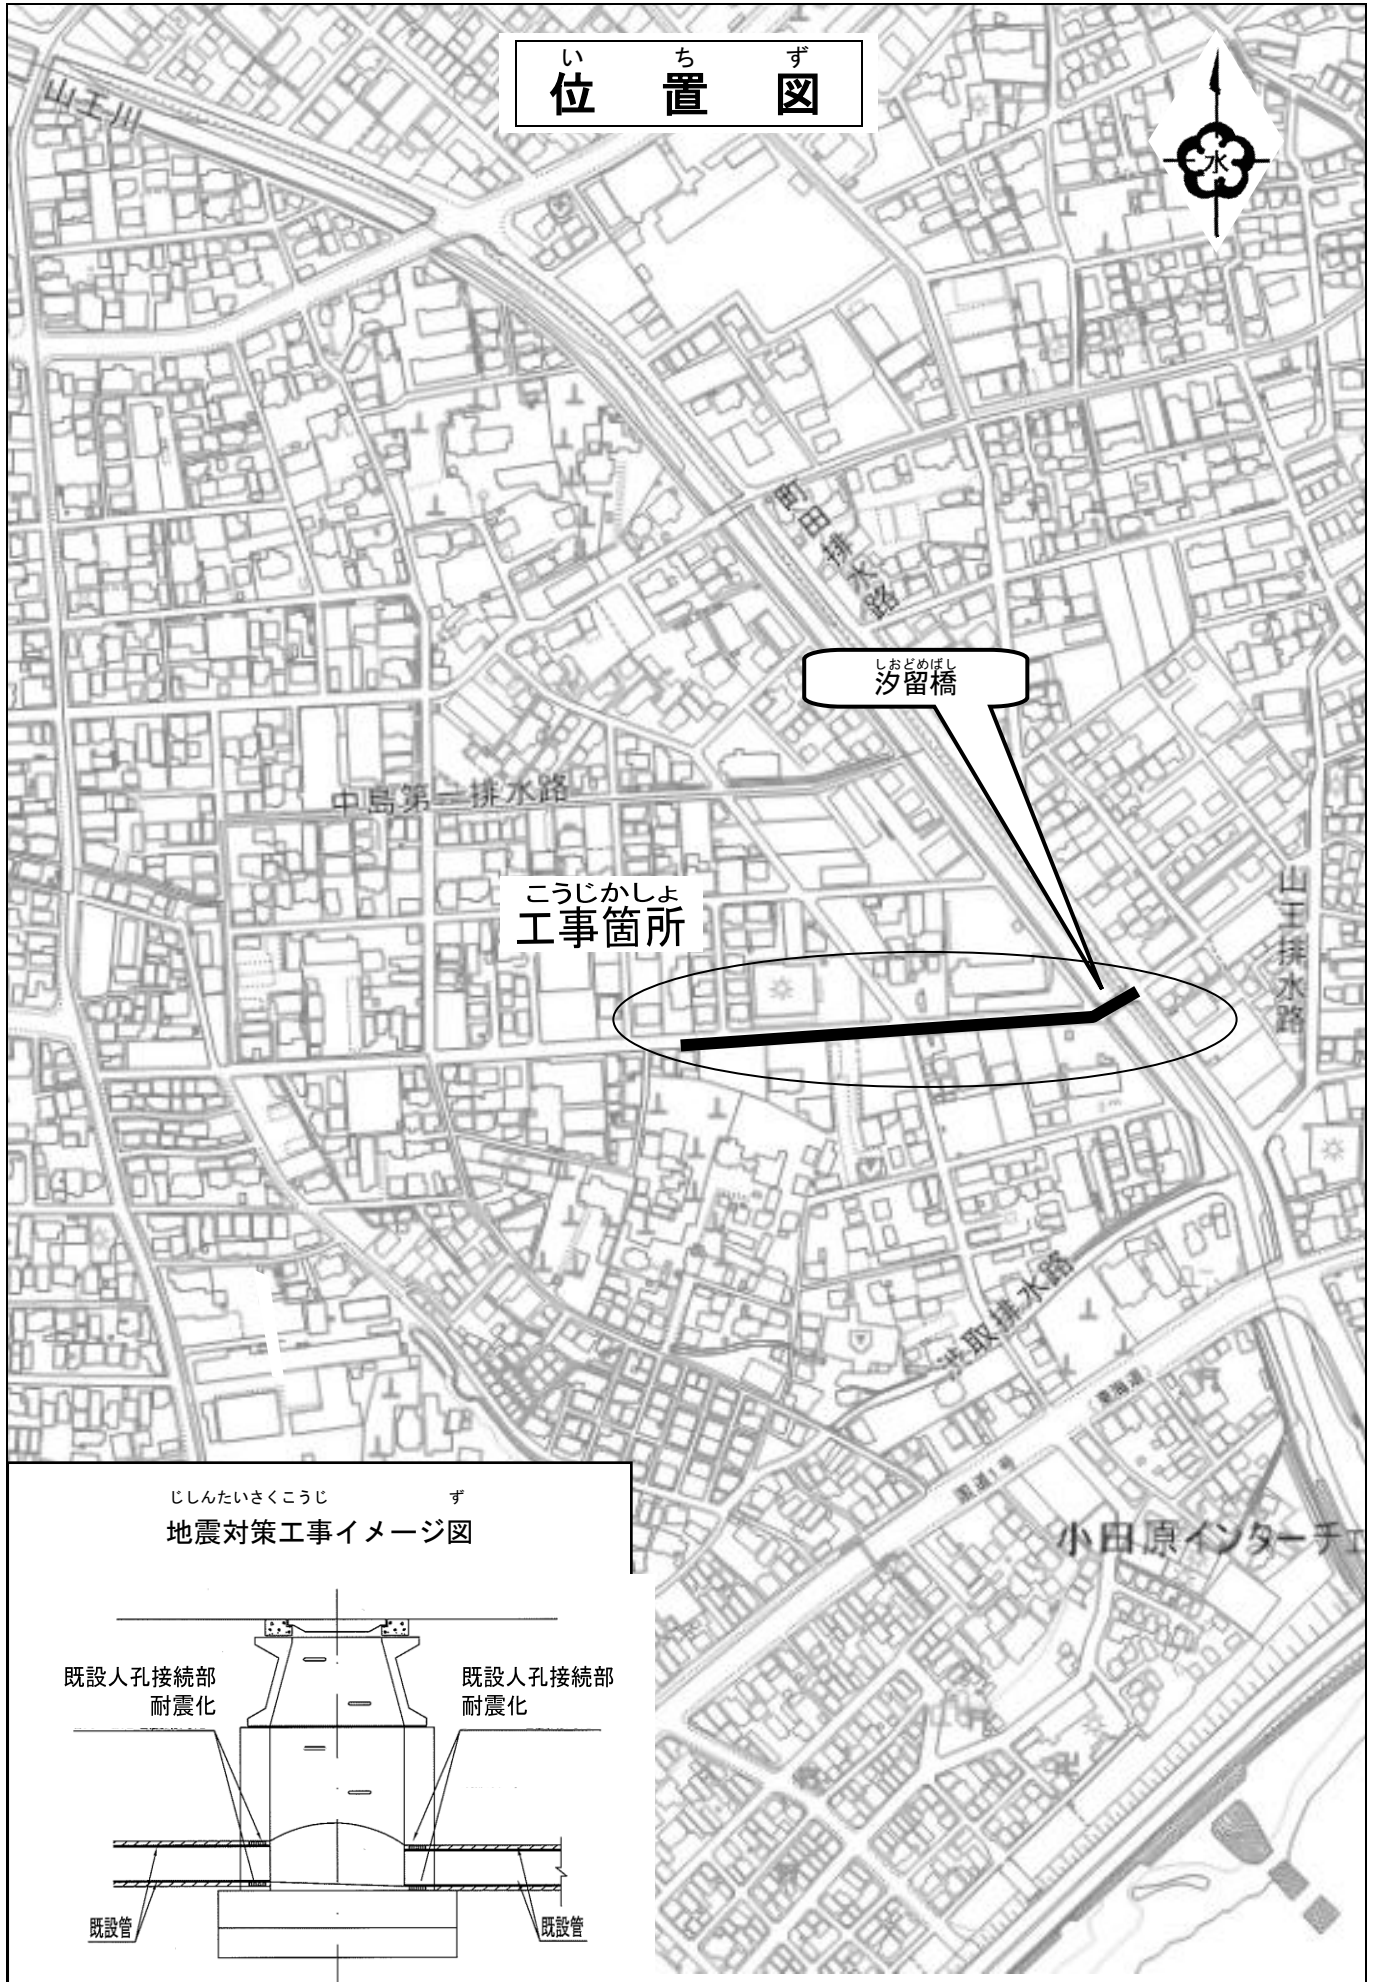 いちず
位置図
水
山王川
町田排水路
しおどめばし
汐留橋
中島第一排水路
こうじかしょ
工事箇所
山王排水路
取排水路
東海道
国道1号
小田原インターチェ
じしんたいさくこうじ ず
地震対策工事イメージ図
既設人孔接続部
耐震化
既設人孔接続部
耐震化
既設管
既設管